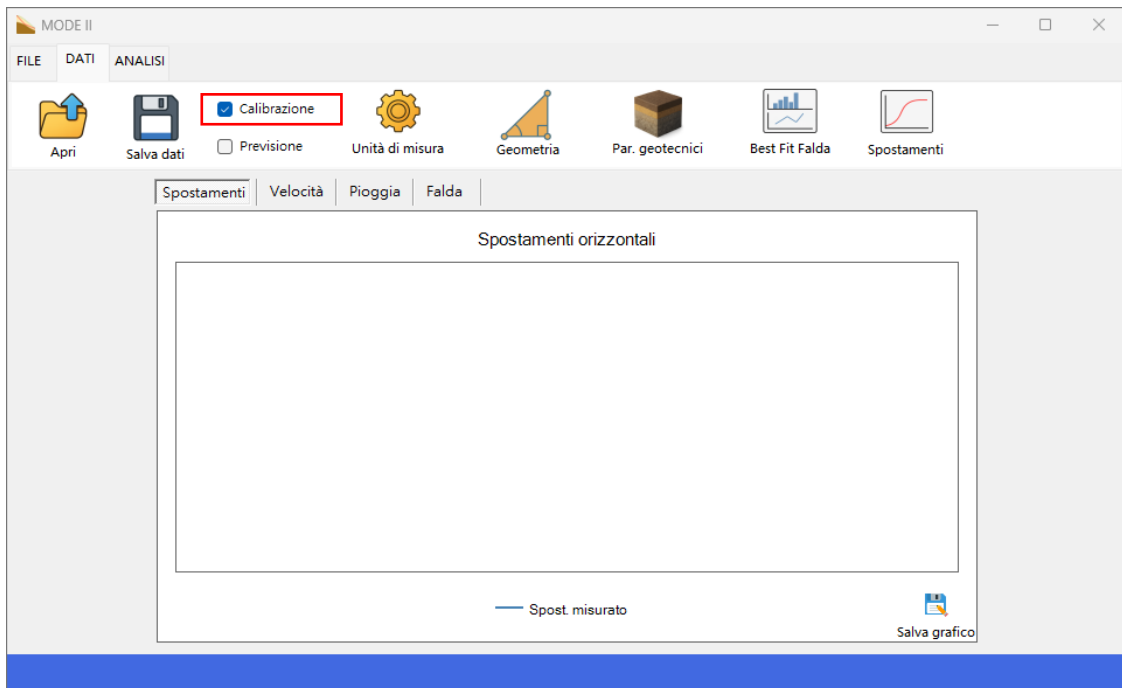 MODE II
FILE DATI ANALISI
Calibrazione
Previsione
Apri Salva dati Unità di misura Geometria Par. geotecnici Best Fit Falda Spostamenti
Spostamenti Velocità Pioggia Falda
Spostamenti orizzontali
Spost. misurato
Salva grafico